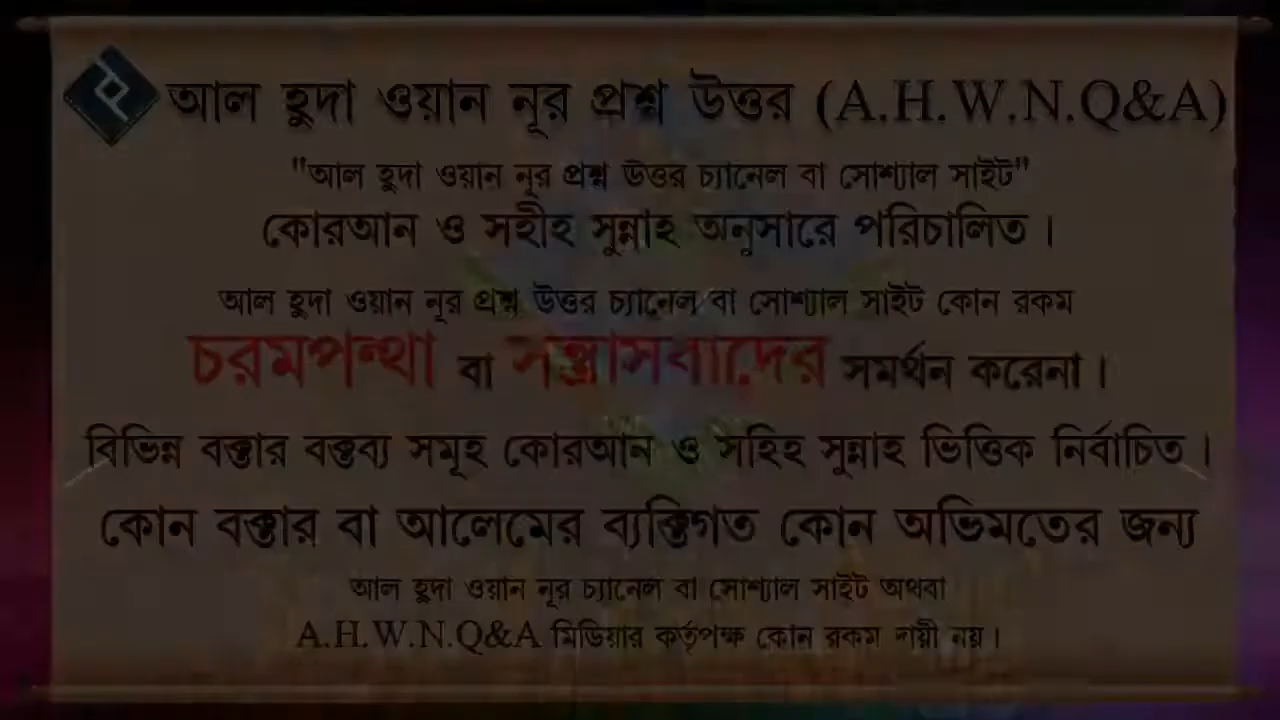 আল হুদা ওয়ান নূর প্রশ্ন উত্তর (A.H.W.N.Q&A)
"আল হুদা ওয়ান নূর প্রশ্ন উত্তর চ্যানেল বা সোশ্যাল সাইট"
কোরআন ও সহীহ সুন্নাহ অনুসারে পরিচালিত ।
আল হুদা ওয়ান নূর প্রশ্ন উত্তর চ্যানেল বা সোশ্যাল সাইট কোন রকম
চরমপন্থা বা সন্ত্রাসবাদের সমর্থন করেনা ।
বিভিন্ন বক্তার বক্তব্য সমূহ কোরআন ও সহিহ সুন্নাহ ভিত্তিক নির্বাচিত ।
কোন বক্তার বা আলেমের ব্যক্তিগত কোন অভিমতের জন্য
আল হুদা ওয়ান নূর চ্যানেল বা সোশ্যাল সাইট অথবা
A.H.W.N.Q&A মিডিয়ার কর্তৃপক্ষ কোন রকম দায়ী নয় ।